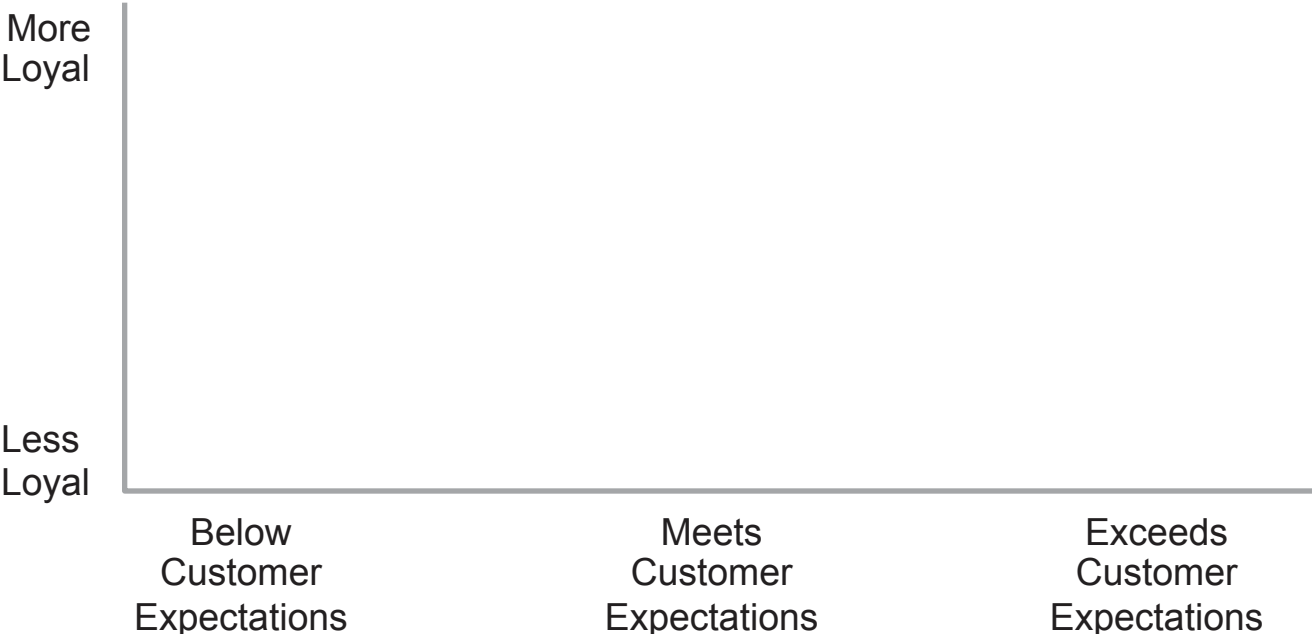 More
Loyal
Less
Loyal
Below
Customer
Expectations
Meets
Customer
Expectations
Exceeds
Customer
Expectations